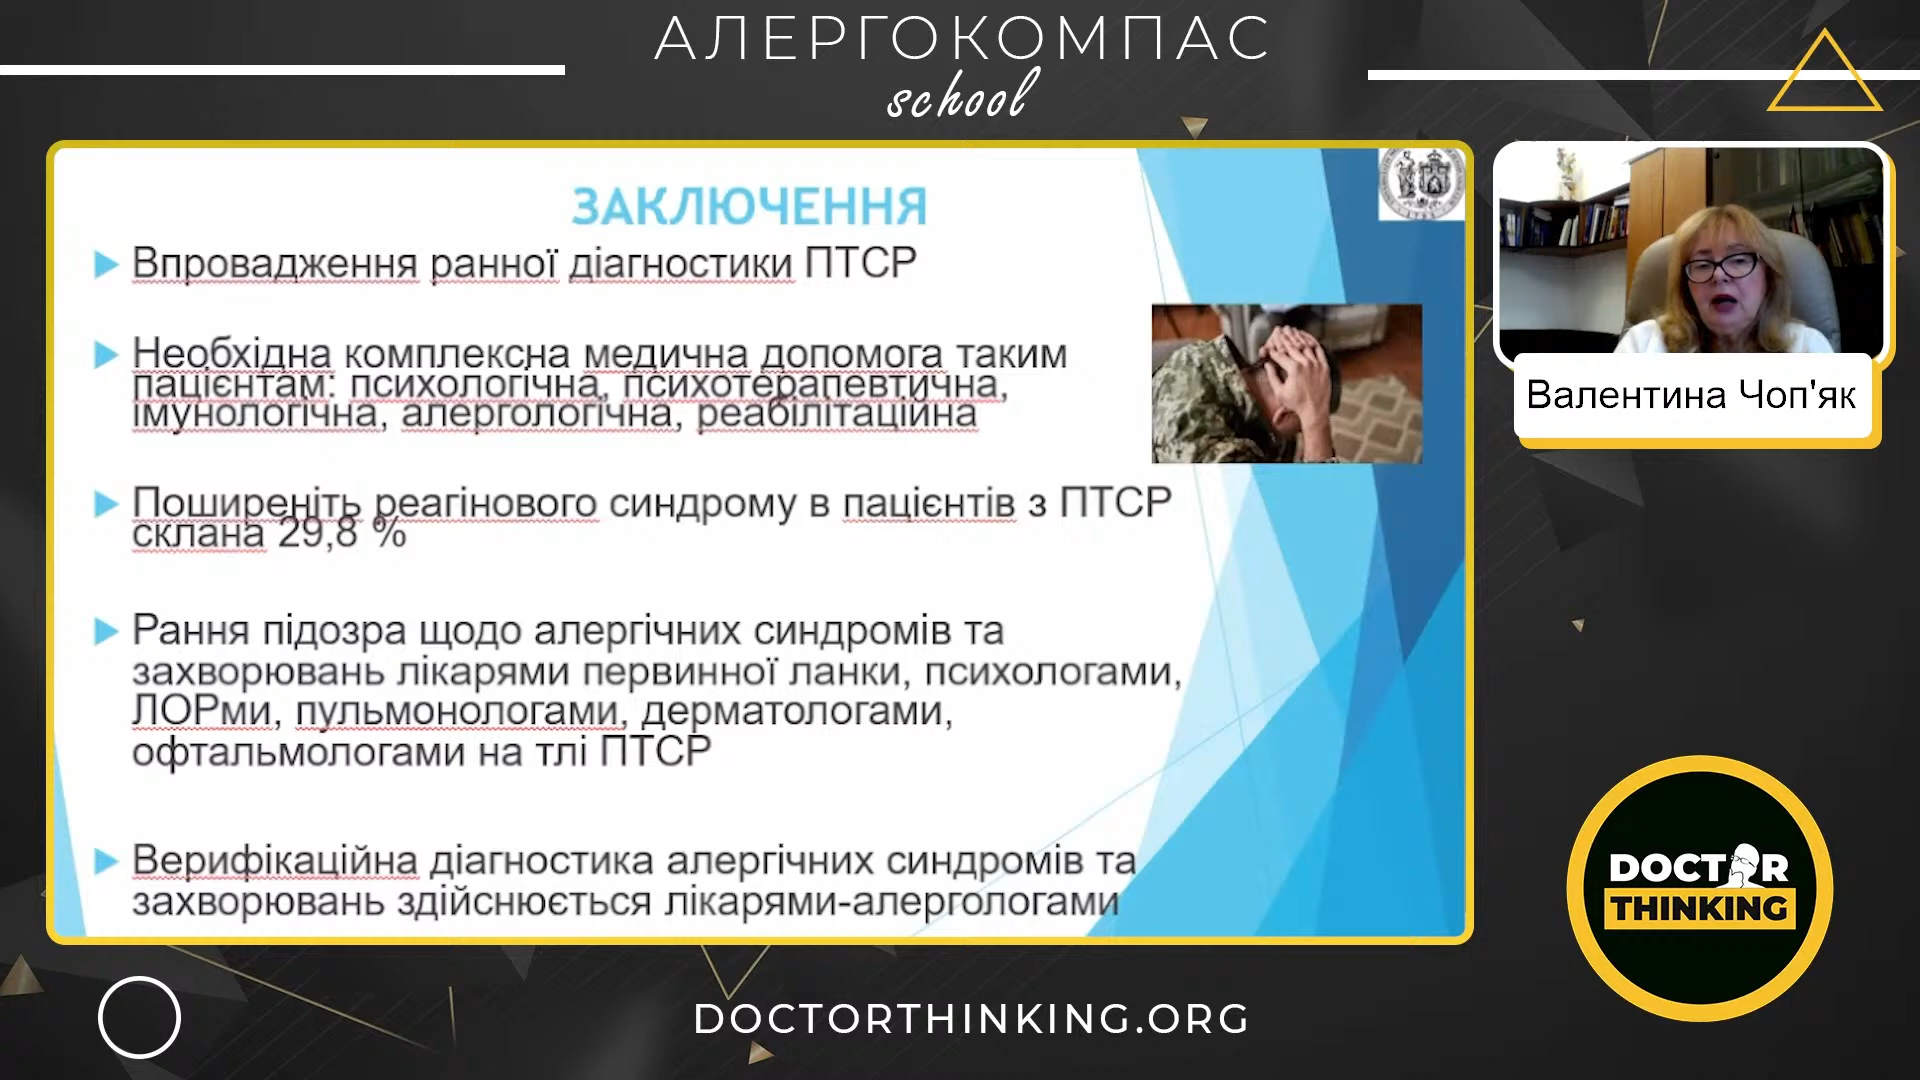 АЛЕРГОКОМПАС
school
ЗАКЛЮЧЕННЯ
Впровадження ранної діагностики ПТСР
Необхідна комплексна медична допомога таким
пацієнтам: психологічна, психотерапевтична,
імунологічна, алергологічна, реабілітаційна
Поширеніть реагінового синдрому в пацієнтів з ПТСР
склана 29,8 %
Рання підозра щодо алергічних синдромів та
захворювань лікарями первинної ланки, психологами,
ЛОРми, пульмонологами, дерматологами,
офтальмологами на тлі ПТСР
Верифікаційна діагностика алергічних синдромів та
захворювань здійснюється лікарями-алергологами
Валентина Чоп'як
DOCTOR
THINKING
DOCTORTHINKING.ORG